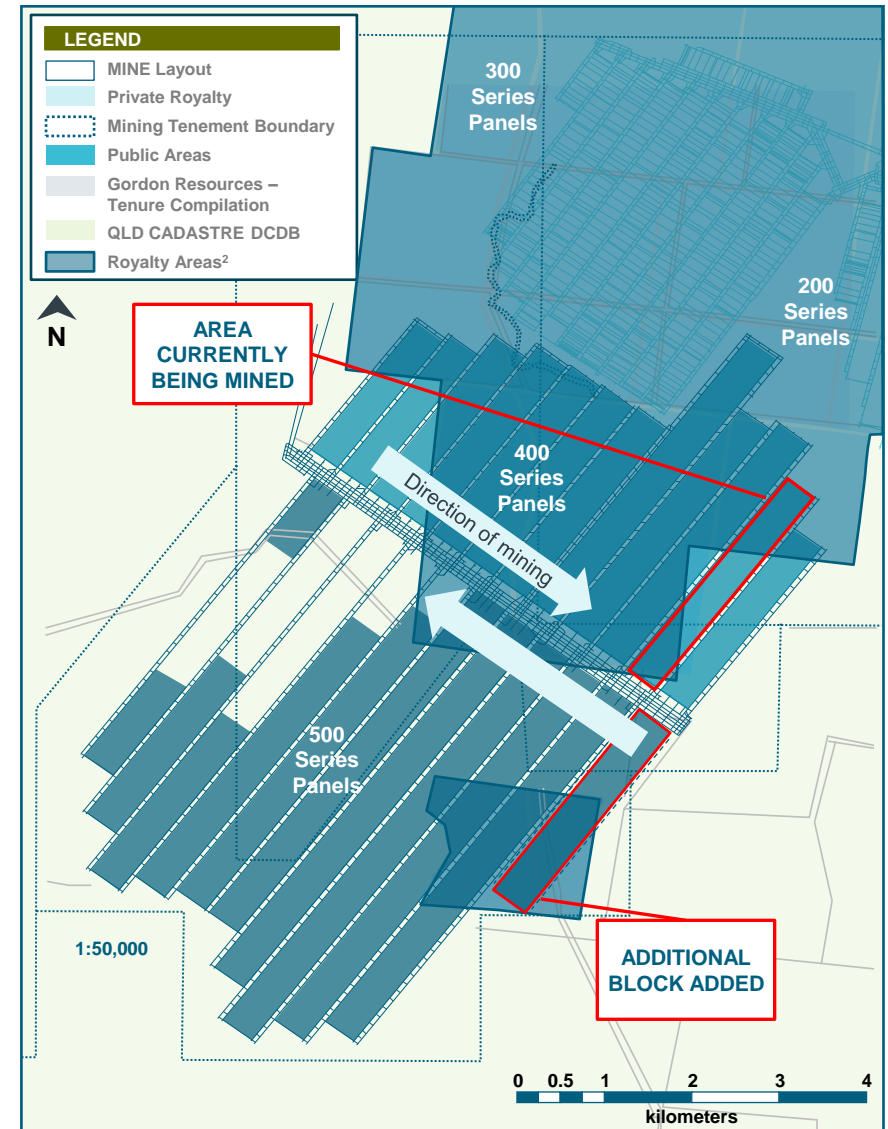 LEGEND
MINE Layout
Private Royalty
Mining Tenement Boundary
Public Areas
Gordon Resources –
Tenure Compilation
QLD CADASTRE DCDB
Royalty Areas²
300
Series
Panels
200
Series
Panels
N
AREA
CURRENTLY
BEING MINED
400
Series
Panels
Direction of mining
500
Series
Panels
1:50,000
ADDITIONAL
BLOCK ADDED
0 0.5 1 2 3 4
kilometers